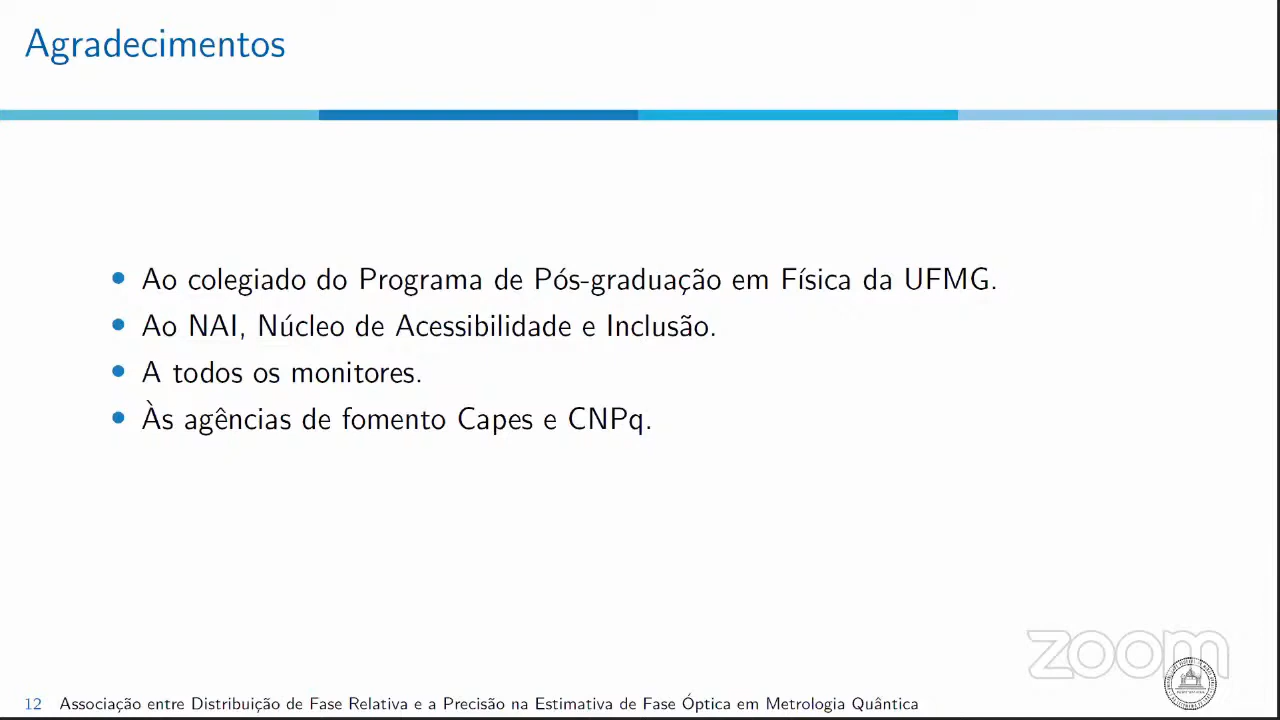 Agradecimentos
• Ao colegiado do Programa de Pós-graduação em Física da UFMG.
• Ao NAI, Núcleo de Acessibilidade e Inclusão.
• A todos os monitores.
• Às agências de fomento Capes e CNPq.
zoom
12 Associação entre Distribuição de Fase Relativa e a Precisão na Estimativa de Fase Óptica em Metrologia Quântica